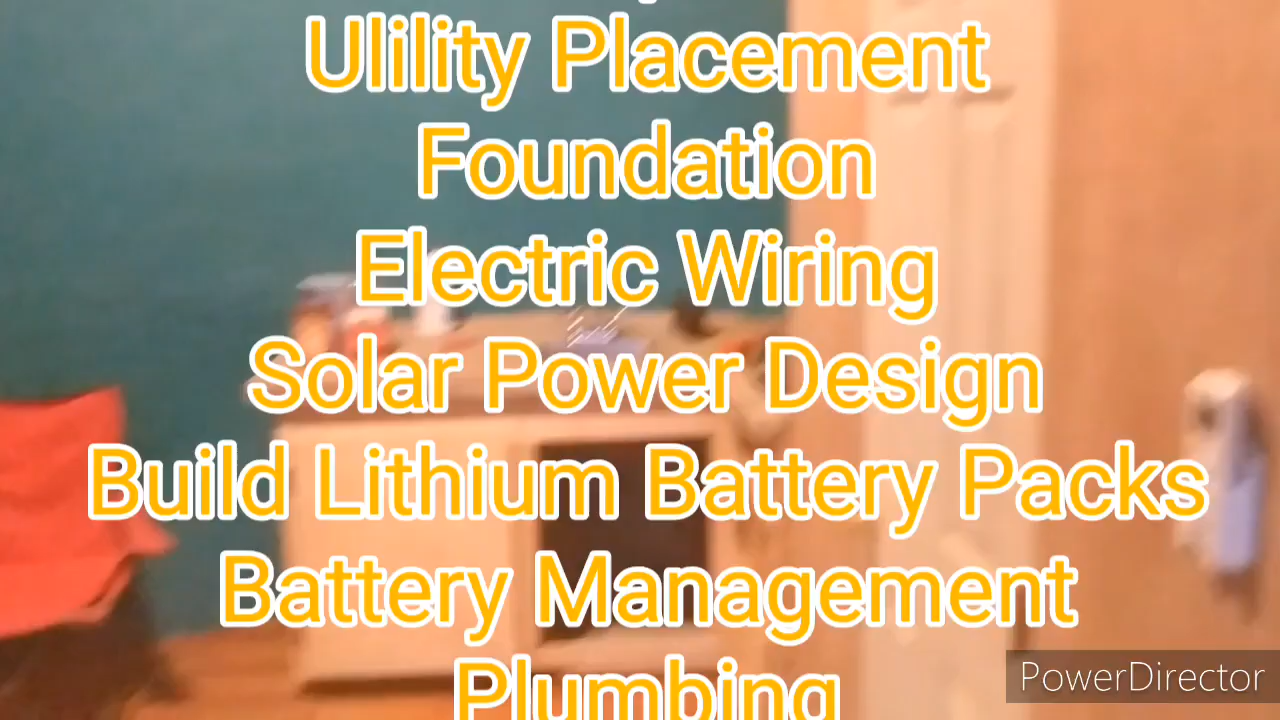 Ulility Placement
Foundation
Electric Wiring
Solar Power Design
Build Lithium Battery Packs
Battery Management
Plumbing
PowerDirector